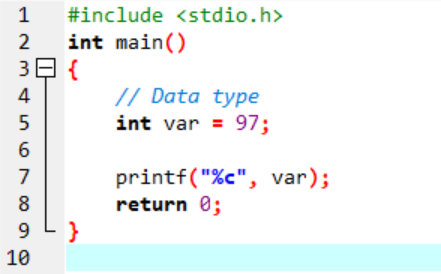 1 #include <stdio.h>
2 int main()
3 {
4 // Data type
5 int var = 97;
6
7 printf("%c", var);
8 return 0;
9 }
10